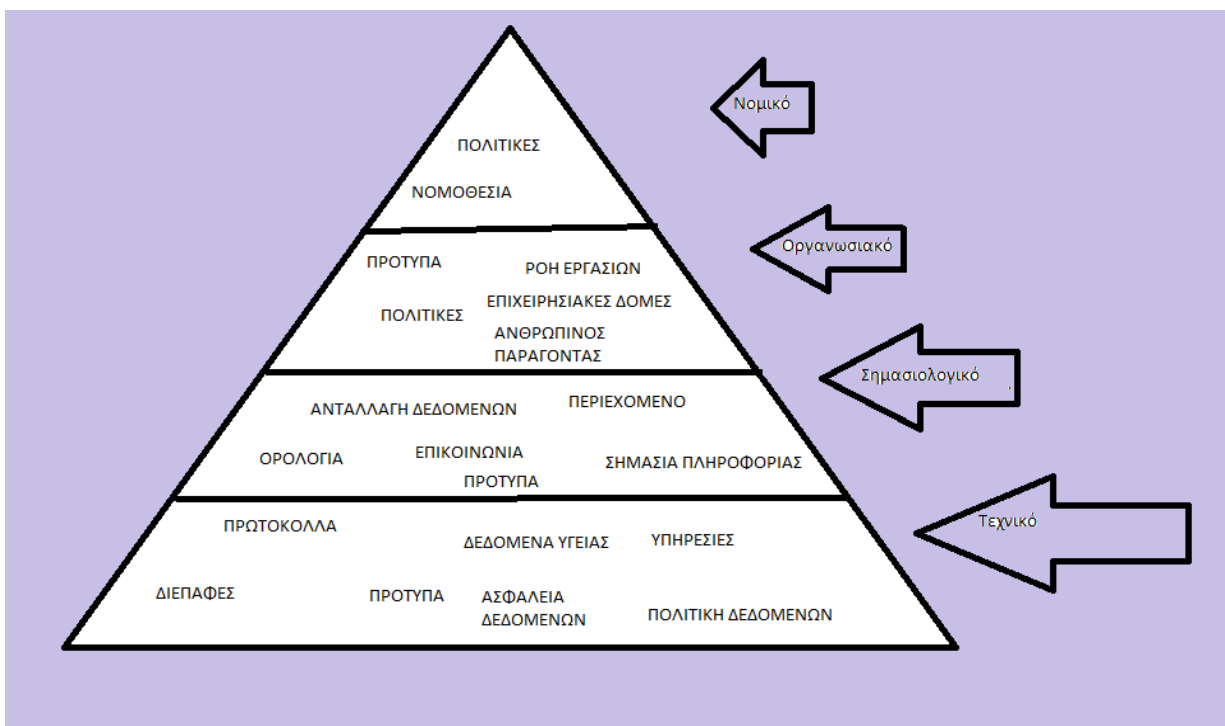 Νομικό
ΠΟΛΙΤΙΚΕΣ
ΝΟΜΟΘΕΣΙΑ
Οργανωσιακό
ΠΡΟΤΥΠΑ
ΡΟΗ ΕΡΓΑΣΙΩΝ
ΕΠΙΧΕΙΡΗΣΙΑΚΕΣ ΔΟΜΕΣ
ΠΟΛΙΤΙΚΕΣ
ΑΝΘΡΩΠΙΝΟΣ
ΠΑΡΑΓΟΝΤΑΣ
Σημασιολογικό
ΑΝΤΑΛΛΑΓΗ ΔΕΔΟΜΕΝΩΝ
ΠΕΡΙΕΧΟΜΕΝΟ
ΟΡΟΛΟΓΙΑ
ΕΠΙΚΟΙΝΩΝΙΑ
ΣΗΜΑΣΙΑ ΠΛΗΡΟΦΟΡΙΑΣ
ΠΡΟΤΥΠΑ
Τεχνικό
ΠΡΩΤΟΚΟΛΛΑ
ΔΕΔΟΜΕΝΑ ΥΓΕΙΑΣ
ΥΠΗΡΕΣΙΕΣ
ΔΙΕΠΑΦΕΣ
ΠΡΟΤΥΠΑ
ΑΣΦΑΛΕΙΑ
ΔΕΔΟΜΕΝΩΝ
ΠΟΛΙΤΙΚΗ ΔΕΔΟΜΕΝΩΝ